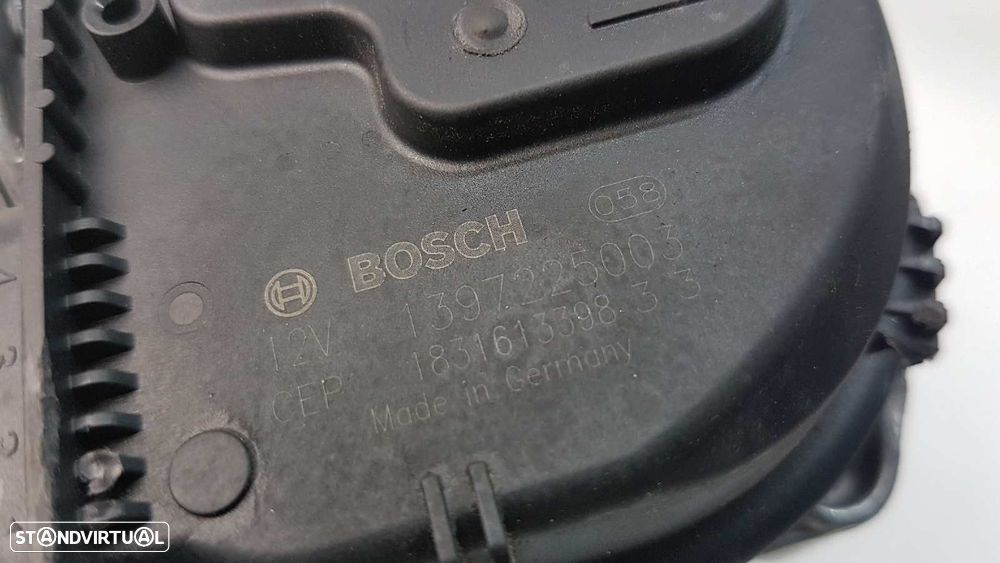 058
BOSCH
12V 1397225003
CEP 1831613398 3 3
Made in Germany
STANDVIRTUAL